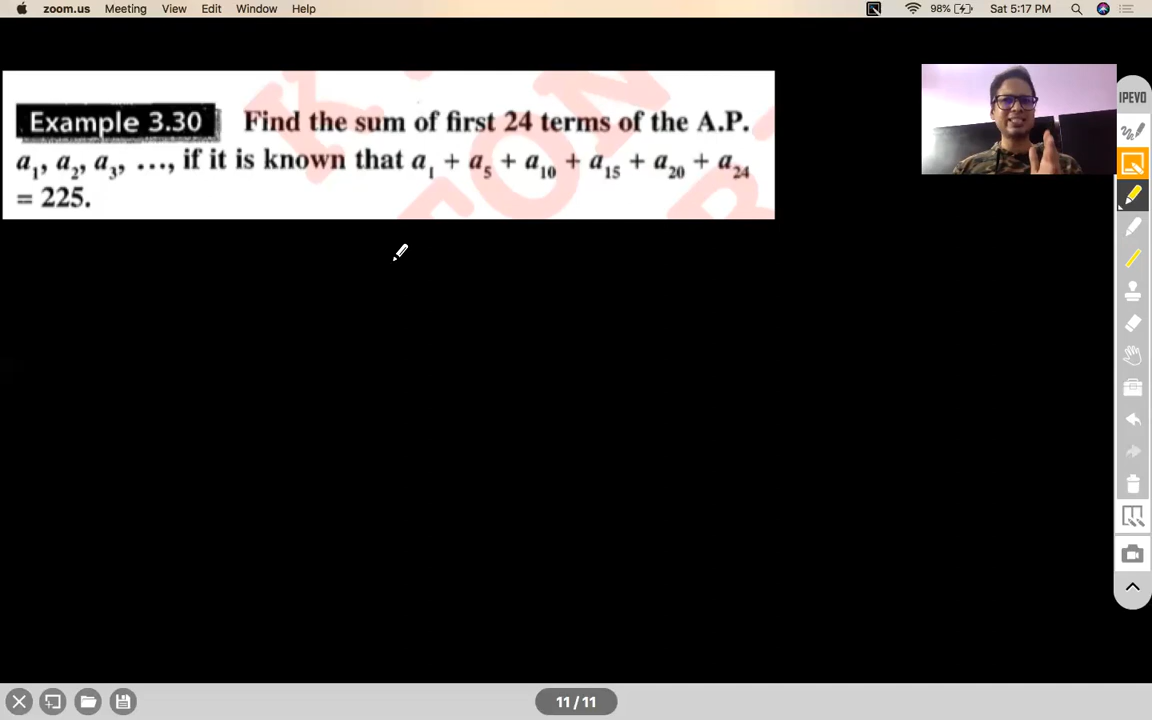 zoom.us Meeting View Edit Window Help 98% Sat 5:17 PM
Example 3.30 Find the sum of first 24 terms of the A.P.
a₁, a₂, a₃, …, if it is known that a₁ + a₅ + a₁₀ + a₁₅ + a₂₀ + a₂₄
= 225.
IPEVO
11/11